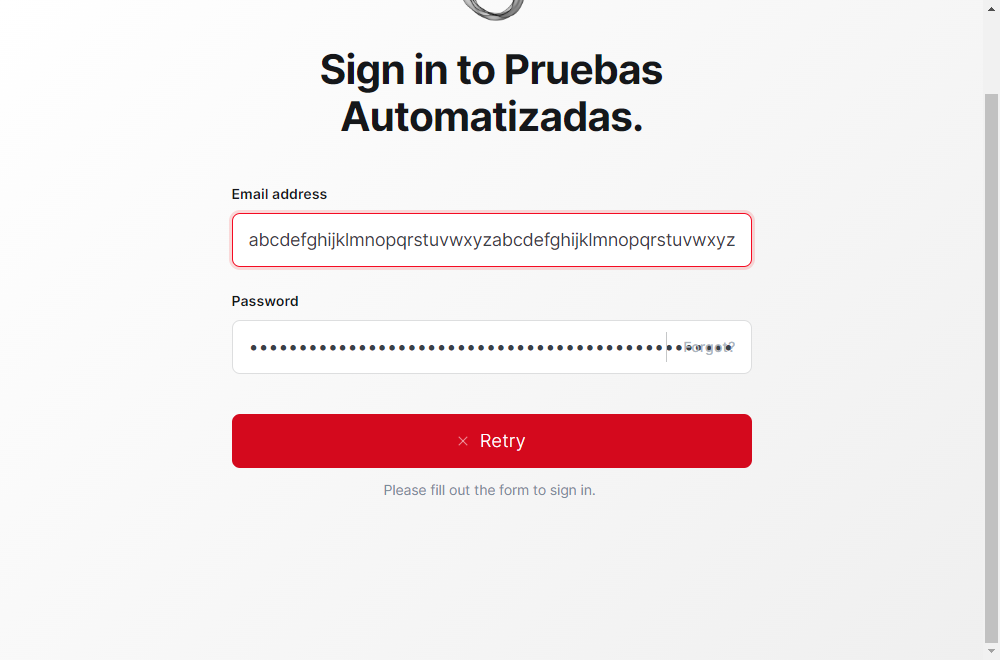 Sign in to Pruebas
Automatizadas.
Email address
abcdefghijklmnopqrstuvwxyzabcdefghijklmnopqrstuvwxyz
Password
Forgot?
Retry
Please fill out the form to sign in.